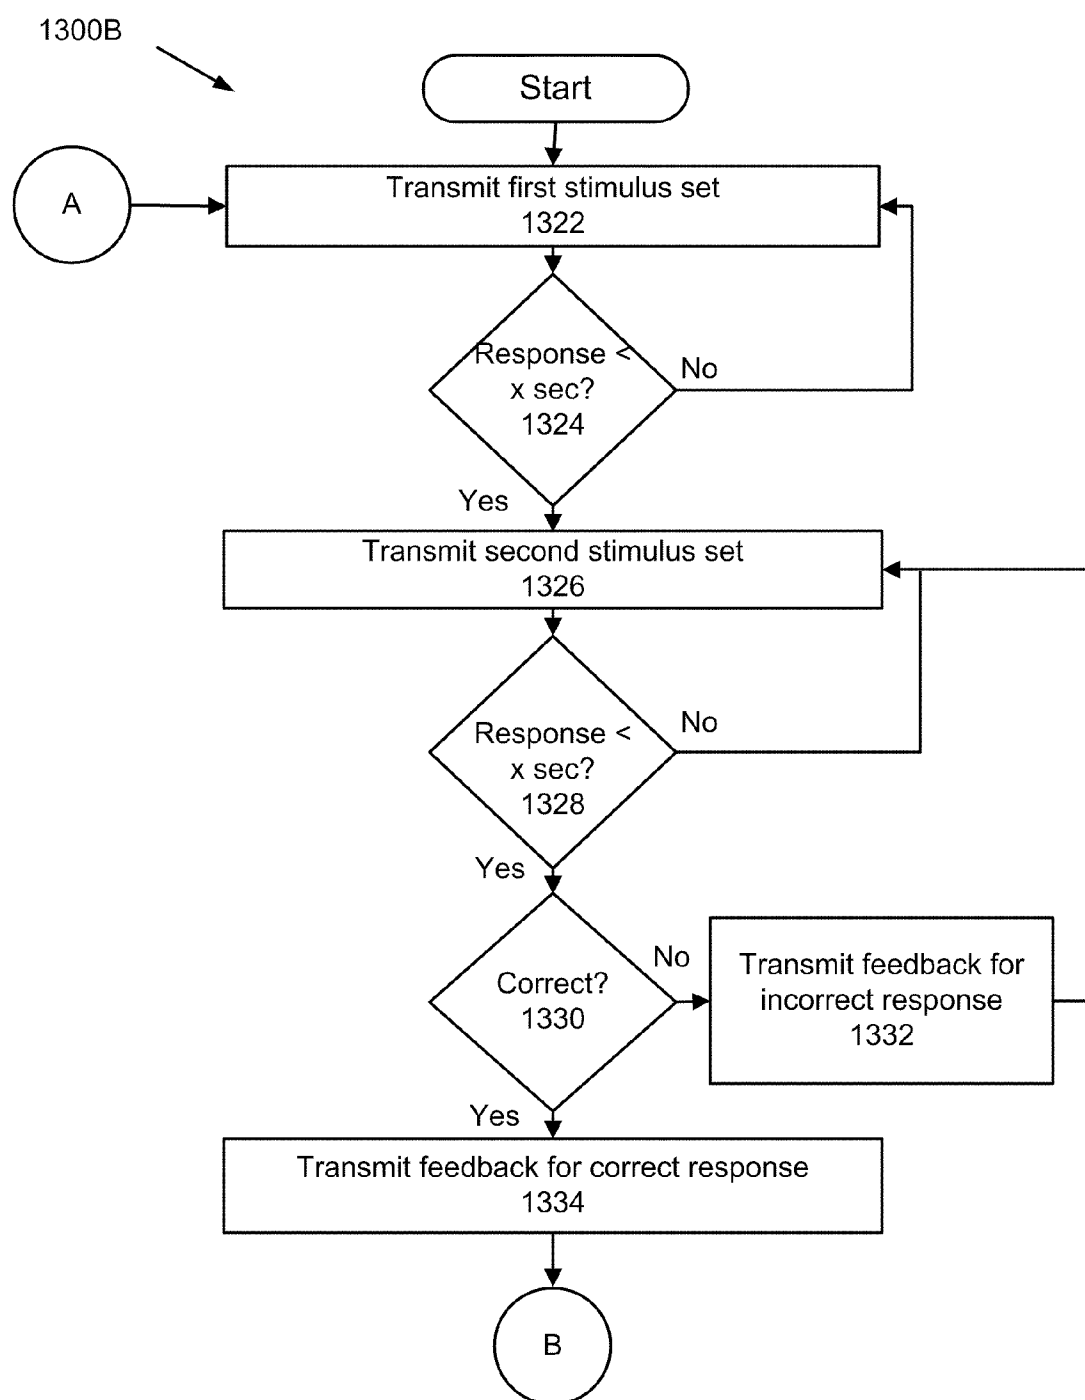 1300B
Start
A
Transmit first stimulus set
1322
Response <
x sec?
1324
No
Yes
Transmit second stimulus set
1326
Response <
x sec?
1328
No
Yes
Correct?
1330
No
Transmit feedback for
incorrect response
1332
Yes
Transmit feedback for correct response
1334
B